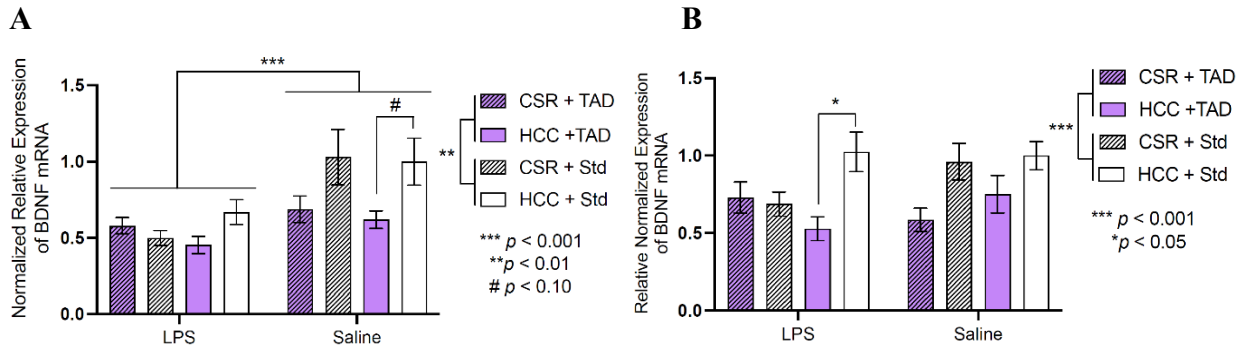 A
Normalized Relative Expression
of BDNF mRNA
1.5
1.0
0.5
0.0
***
#
LPS
Saline
**
CSR + TAD
HCC +TAD
CSR + Std
HCC + Std
*** p < 0.001
**p < 0.01
# p < 0.10
B
Relative Normalized Expression
of BDNF mRNA
1.5
1.0
0.5
0.0
*
LPS
Saline
***
CSR + TAD
HCC + TAD
CSR + Std
HCC + Std
*** p < 0.001
*p < 0.05